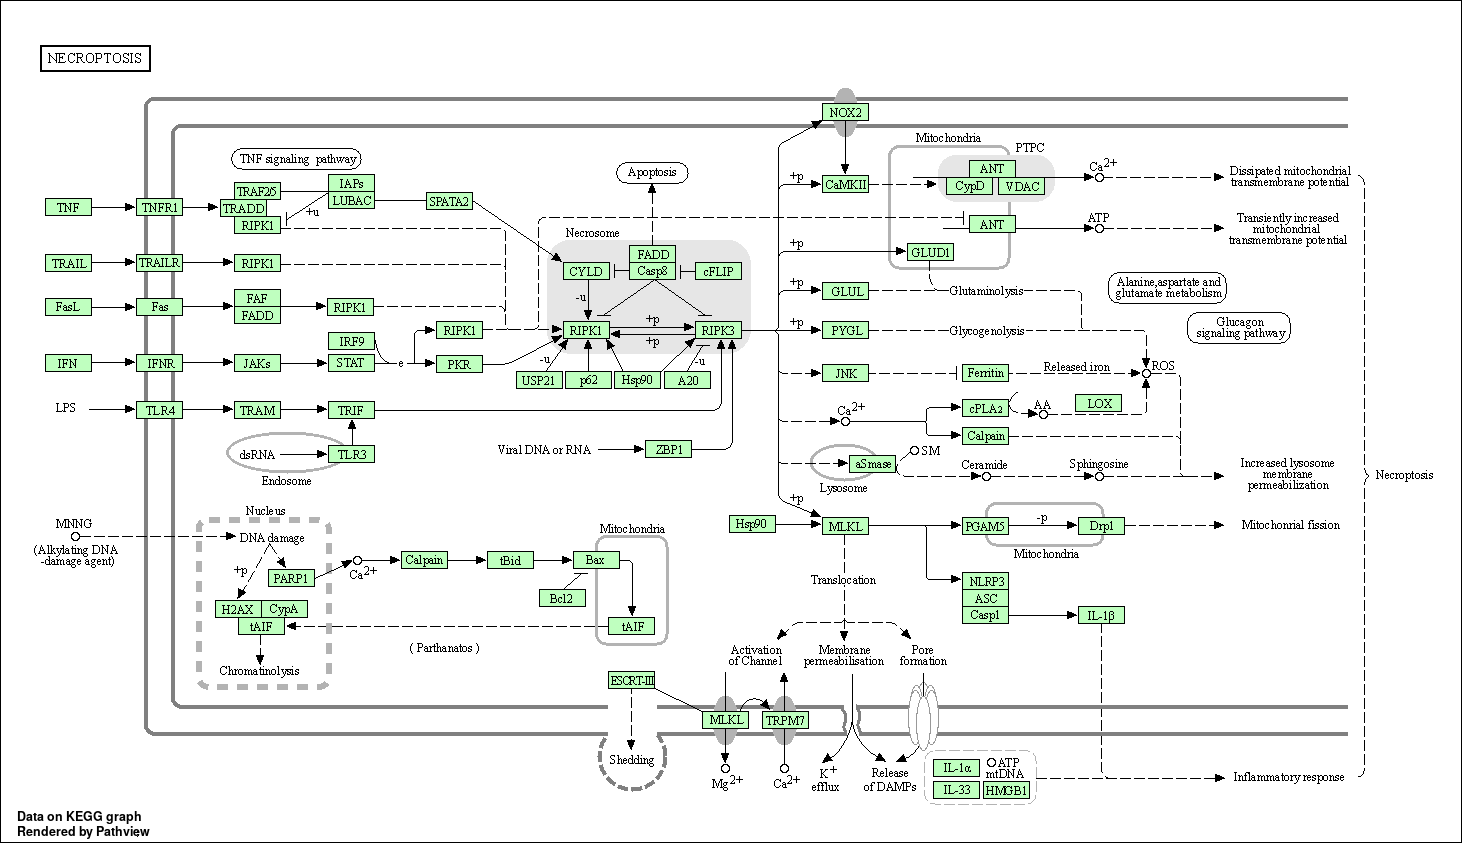 NECROPTOSIS
NOX2
TNF signaling pathway
Apoptosis
Mitochondria
PTPC
ANT
CypD
VDAC
Ca2+
Dissipated mitochondrial
transmembrane potential
+p
CaMKII
TNF
TNFR1
TRAF2/5
TRADD
RIPK1
IAPs
LUBAC
+u
SPATA2
ANT
ATP
Transiently increased
mitochondrial
transmembrane potential
Necrosome
FADD
Casp8
CYLD
cFLIP
+p
GLUD1
TRAIL
TRAILR
RIPK1
-u
+p
GLUL
Glutaminolysis
Alanine,aspartate and
glutamate metabolism
FasL
Fas
FAF
FADD
RIPK1
RIPK1
RIPK1
+p
+p
RIPK3
+p
PYGL
Glycogenolysis
Glucagon
signaling pathway
IFN
IFNR
JAKs
IRF9
STAT
e
PKR
-u
-u
USP21
p62
Hsp90
A20
JNK
Ferritin
Released iron
ROS
LPS
TLR4
TRAM
TRIF
Ca2+
cPLA2
AA
LOX
Calpain
dsRNA
TLR3
Endosome
Viral DNA or RNA
ZBP1
aSmase
Lysosome
SM
Ceramide
Sphingosine
Increased lysosome
membrane
permeabilization
Necroptosis
+p
Hsp90
MLKL
PGAM5
-p
Drp1
Mitochondria
Mitochonrial fission
MNNG
(Alkylating DNA
-damage agent)
Nucleus
DNA damage
+p
PARP1
H2AX
CypA
tAIF
Chromatinolysis
Ca2+
Calpain
tBid
Bax
Bcl2
Mitochondria
tAIF
( Parthanatos )
Translocation
NLRP3
ASC
Casp1
IL-1β
Activation
of Channel
Membrane
permeabilisation
Pore
formation
ESCRT-III
MLKL
TRPM7
Shedding
Mg2+
Ca2+
K+
efflux
Release
of DAMPs
IL-1α
ATP
mtDNA
IL-33
HMGB1
Inflammatory response
Data on KEGG graph
Rendered by Pathview